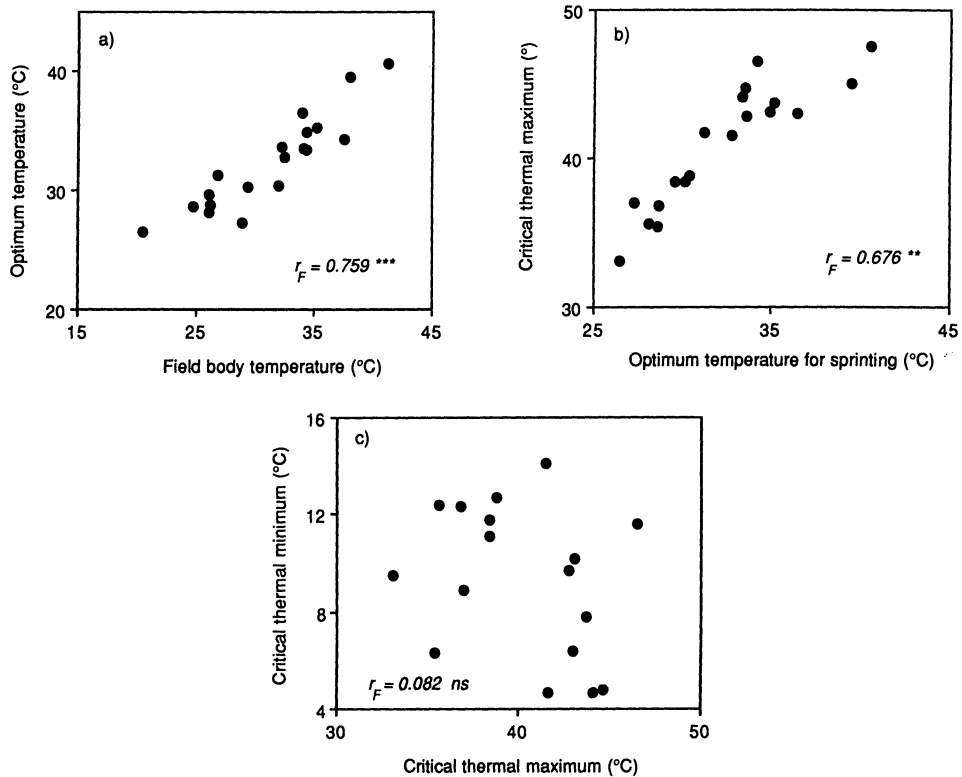 a)
Optimum temperature (°C)
40
30
20
15
25
35
45
r_F = 0.759 ***
Field body temperature (°C)
b)
Critical thermal maximum (°)
50
40
30
25
35
45
r_F = 0.676 **
Optimum temperature for sprinting (°C)
c)
Critical thermal minimum (°C)
16
12
8
4
30
40
50
r_F = 0.082 ns
Critical thermal maximum (°C)